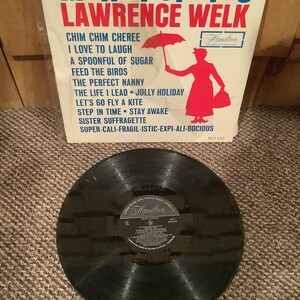 LAWRENCE WELK
Hamilton
CHIM CHIM CHEREE
I LOVE TO LAUGH
A SPOONFUL OF SUGAR
FEED THE BIRDS
THE PERFECT NANNY
THE LIFE I LEAD • JOLLY HOLIDAY
LET'S GO FLY A KITE
STEP IN TIME • STAY AWAKE
SISTER SUFFRAGETTE
SUPER-CALI-FRAGIL-ISTIC-EXPI-ALI-DOCIOUS
Hamilton